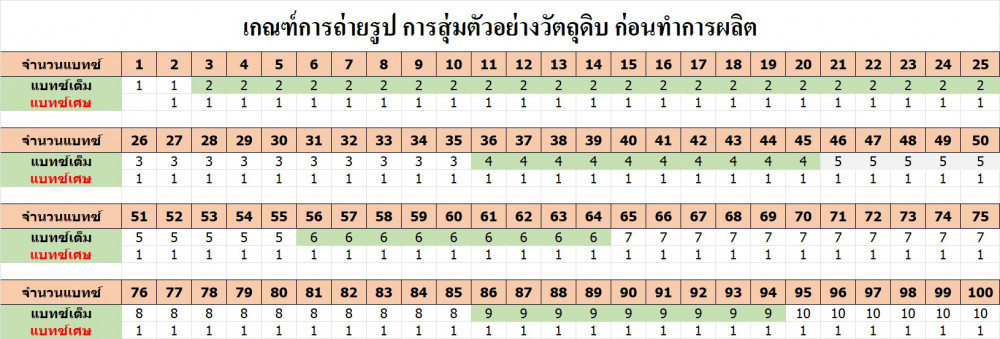 เกณฑ์การถ่ายรูป การสุ่มตัวอย่างวัตถุดิบ ก่อนทำการผลิต
จำนวนแบทช์ 1 2 3 4 5 6 7 8 9 10 11 12 13 14 15 16 17 18 19 20 21 22 23 24 25
แบทช์เต็ม 1 1 2 2 2 2 2 2 2 2 2 2 2 2 2 2 2 2 2 2 2 2 2 2 2
แบทช์เศษ 1 1 1 1 1 1 1 1 1 1 1 1 1 1 1 1 1 1 1 1 1 1 1 1
จำนวนแบทช์ 26 27 28 29 30 31 32 33 34 35 36 37 38 39 40 41 42 43 44 45 46 47 48 49 50
แบทช์เต็ม 3 3 3 3 3 3 3 3 3 3 4 4 4 4 4 4 4 4 4 4 5 5 5 5 5
แบทช์เศษ 1 1 1 1 1 1 1 1 1 1 1 1 1 1 1 1 1 1 1 1 1 1 1 1 1
จำนวนแบทช์ 51 52 53 54 55 56 57 58 59 60 61 62 63 64 65 66 67 68 69 70 71 72 73 74 75
แบทช์เต็ม 5 5 5 5 5 6 6 6 6 6 6 6 6 6 7 7 7 7 7 7 7 7 7 7 7
แบทช์เศษ 1 1 1 1 1 1 1 1 1 1 1 1 1 1 1 1 1 1 1 1 1 1 1 1 1
จำนวนแบทช์ 76 77 78 79 80 81 82 83 84 85 86 87 88 89 90 91 92 93 94 95 96 97 98 99 100
แบทช์เต็ม 8 8 8 8 8 8 8 8 8 8 9 9 9 9 9 9 9 9 9 10 10 10 10 10 10
แบทช์เศษ 1 1 1 1 1 1 1 1 1 1 1 1 1 1 1 1 1 1 1 1 1 1 1 1 1